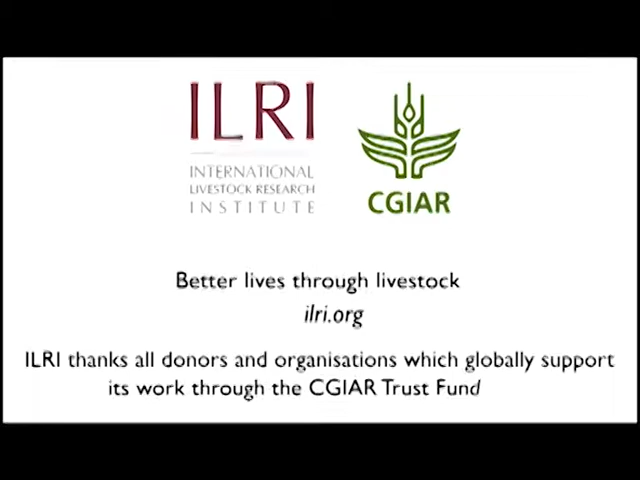 ILRI
INTERNATIONAL
LIVESTOCK RESEARCH
INSTITUTE
CGIAR
Better lives through livestock
ilri.org
ILRI thanks all donors and organisations which globally support
its work through the CGIAR Trust Fund